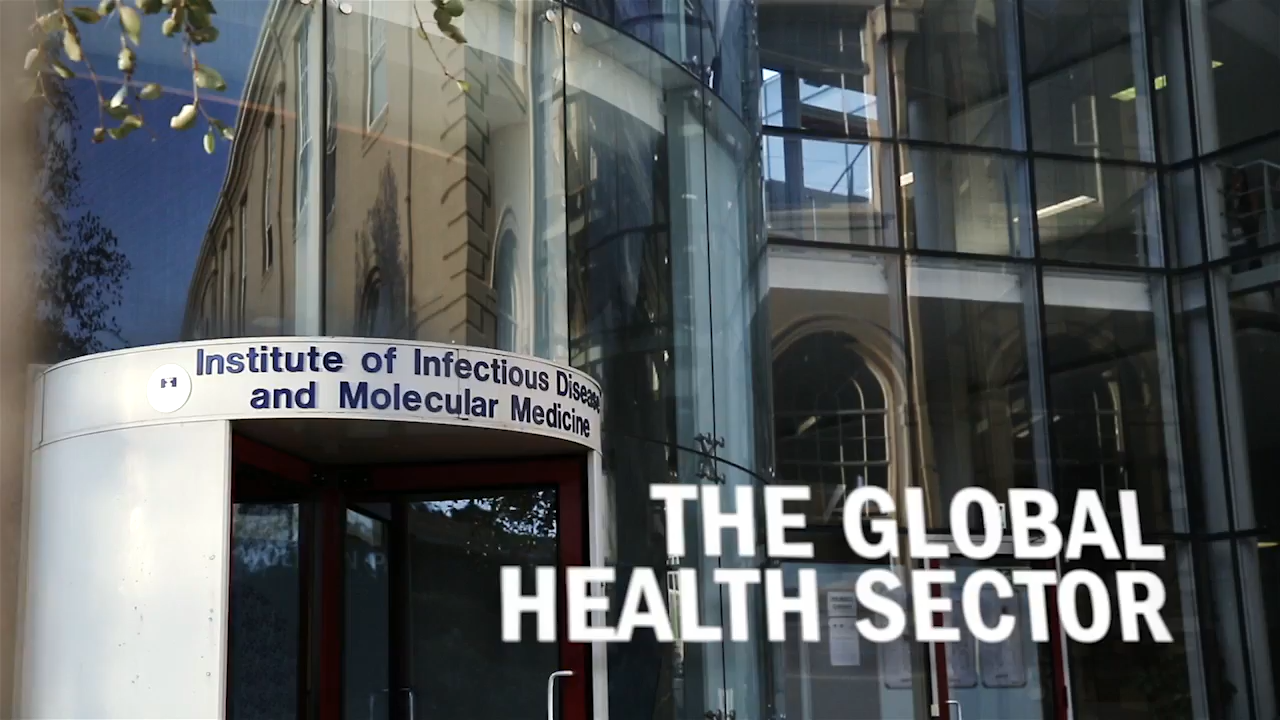 Institute of Infectious Disease
and Molecular Medicine
THE GLOBAL
HEALTH SECTOR